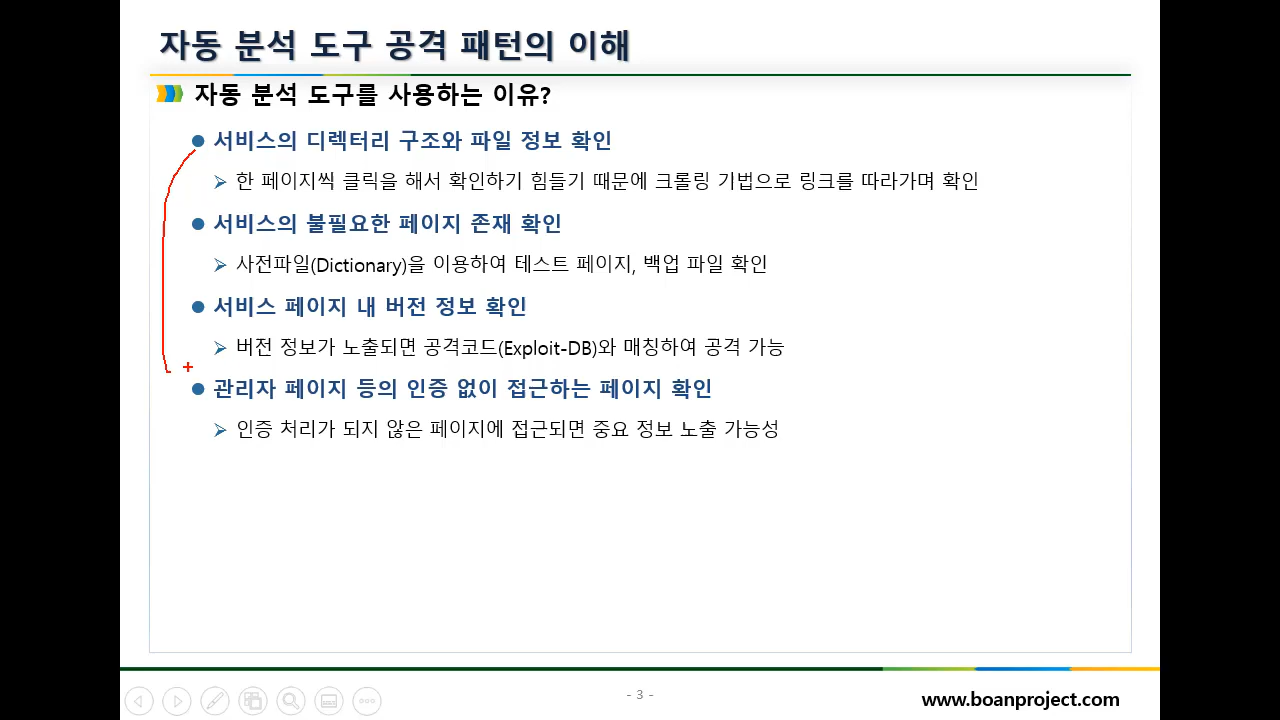 자동 분석 도구 공격 패턴의 이해
자동 분석 도구를 사용하는 이유?
서비스의 디렉터리 구조와 파일 정보 확인
한 페이지씩 클릭을 해서 확인하기 힘들기 때문에 크롤링 기법으로 링크를 따라가며 확인
서비스의 불필요한 페이지 존재 확인
사전파일(Dictionary)을 이용하여 테스트 페이지, 백업 파일 확인
서비스 페이지 내 버전 정보 확인
버전 정보가 노출되면 공격코드(Exploit-DB)와 매칭하여 공격 가능
관리자 페이지 등의 인증 없이 접근하는 페이지 확인
인증 처리가 되지 않은 페이지에 접근되면 중요 정보 노출 가능성
- 3 -
www.boanproject.com